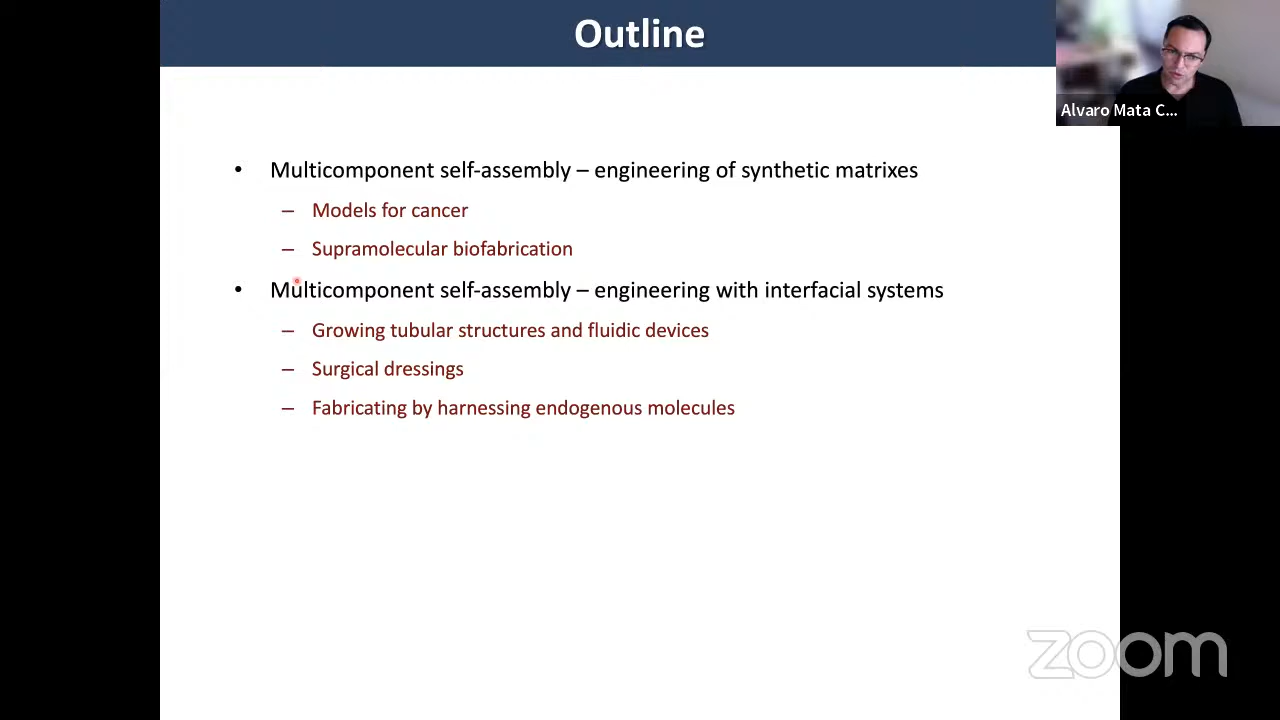 Outline
Alvaro Mata C...
• Multicomponent self-assembly – engineering of synthetic matrixes
– Models for cancer
– Supramolecular biofabrication
• Multicomponent self-assembly – engineering with interfacial systems
– Growing tubular structures and fluidic devices
– Surgical dressings
– Fabricating by harnessing endogenous molecules
zoom